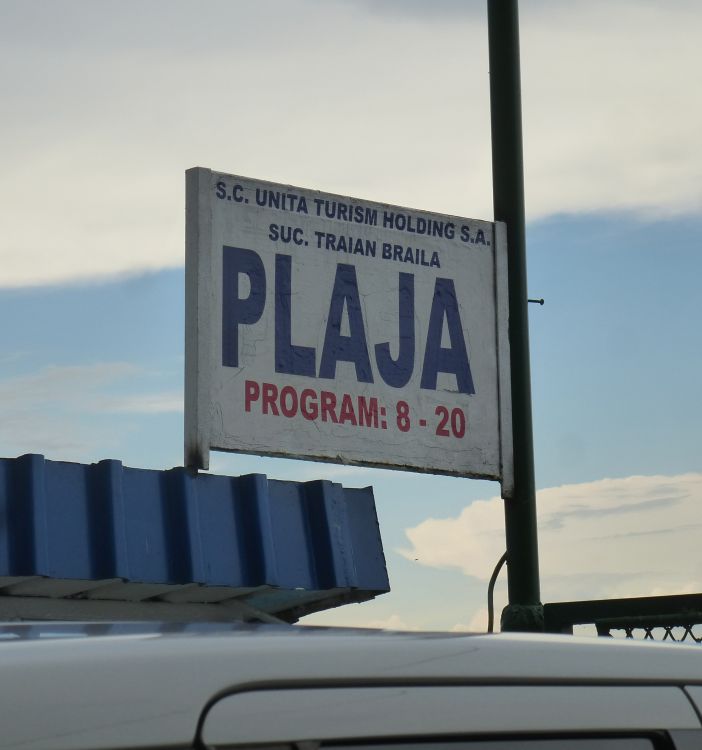 S.C. UNITA TURISM HOLDING S.A.
SUC. TRAIAN BRAILA
PLAJA
PROGRAM: 8 - 20